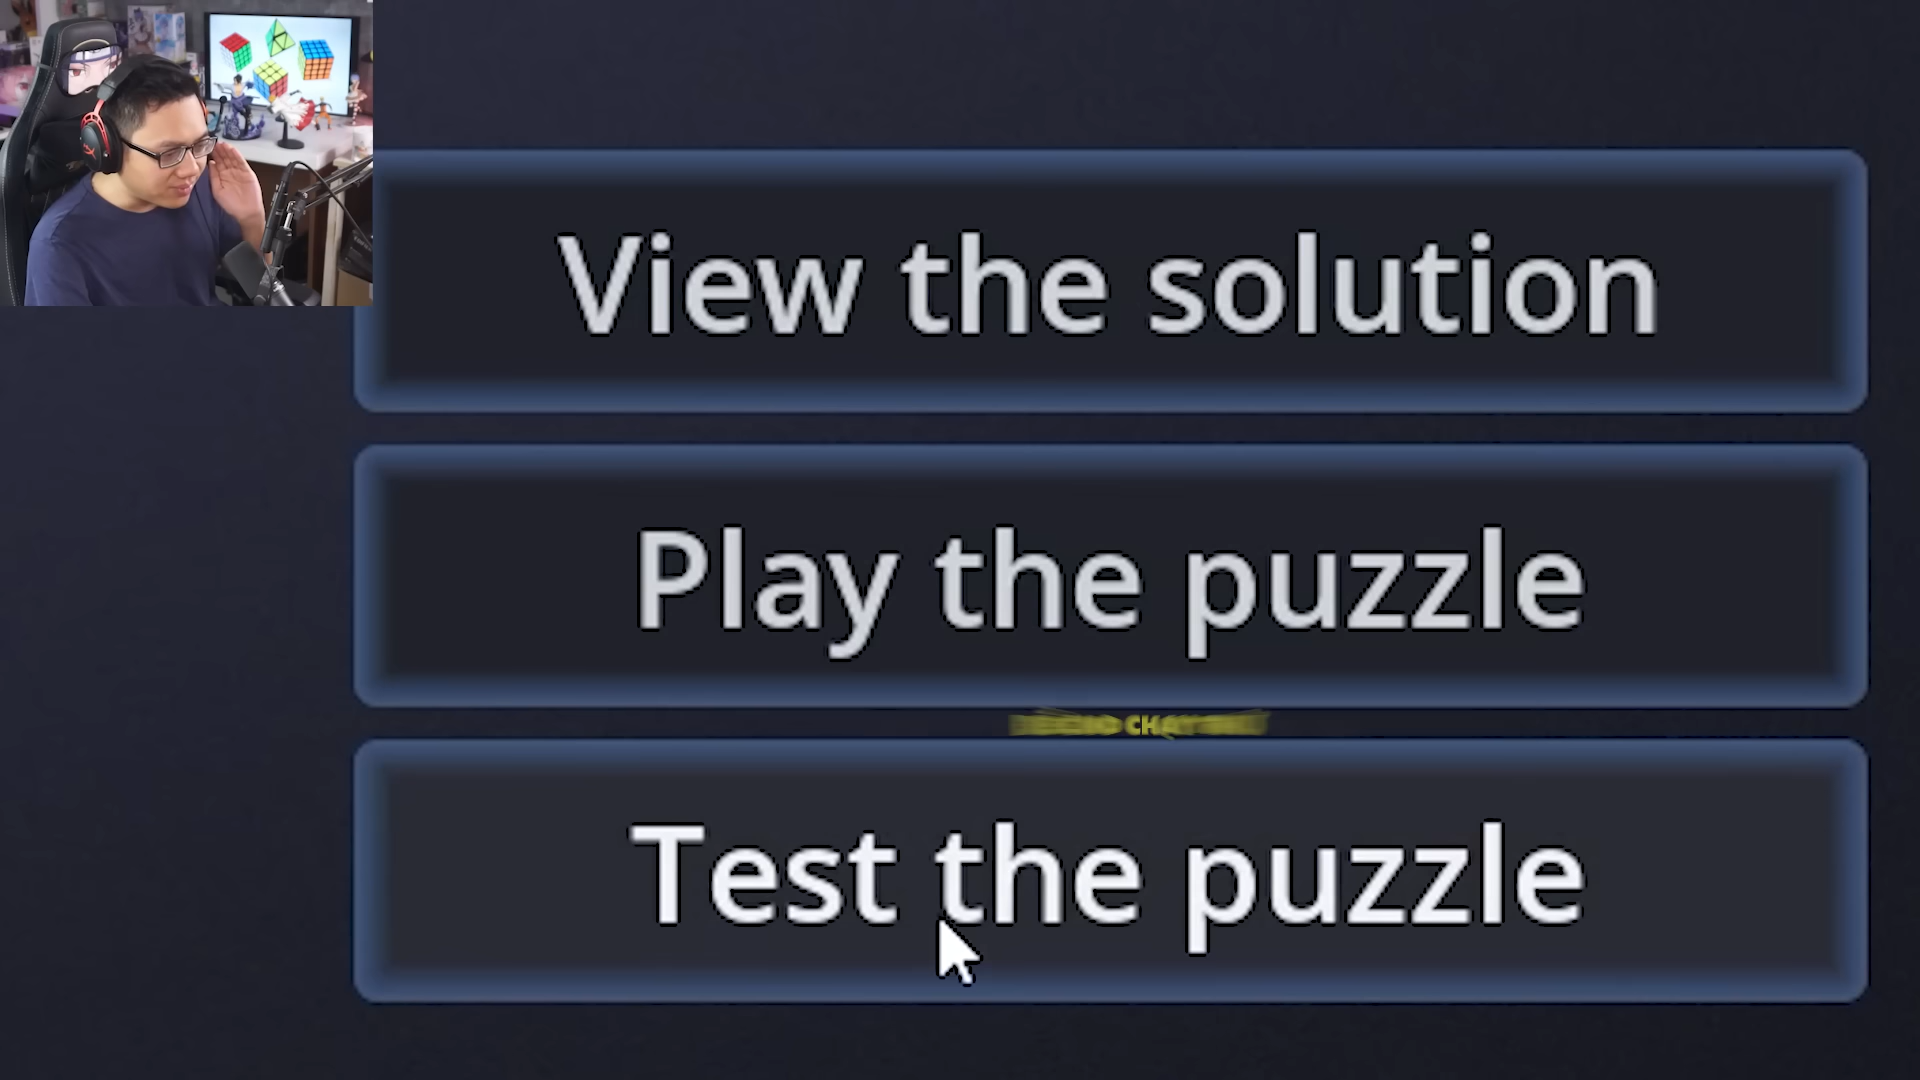 View the solution
Play the puzzle
Test the puzzle